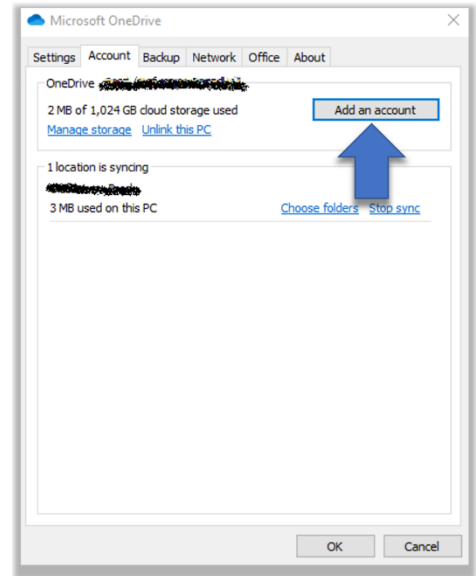 Microsoft OneDrive
Settings Account Backup Network Office About
OneDrive
2 MB of 1,024 GB cloud storage used
Add an account
Manage storage Unlink this PC
1 location is syncing
3 MB used on this PC
Choose folders Stop sync
OK Cancel